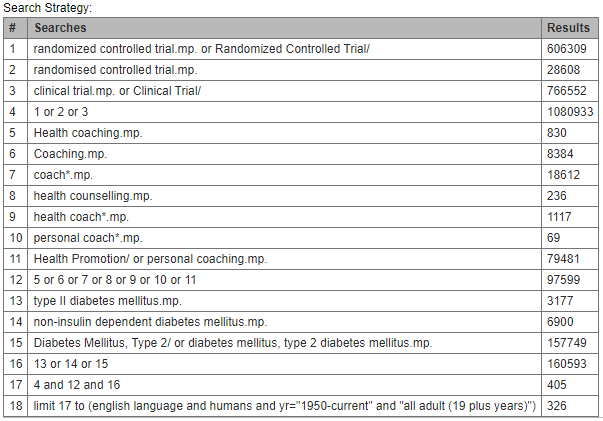 Search Strategy:
# Searches Results
1 randomized controlled trial.mp. or Randomized Controlled Trial/ 606309
2 randomised controlled trial.mp. 28608
3 clinical trial.mp. or Clinical Trial/ 766552
4 1 or 2 or 3 1080933
5 Health coaching.mp. 830
6 Coaching.mp. 8384
7 coach*.mp. 18612
8 health counselling.mp. 236
9 health coach*.mp. 1117
10 personal coach*.mp. 69
11 Health Promotion/ or personal coaching.mp. 79481
12 5 or 6 or 7 or 8 or 9 or 10 or 11 97599
13 type II diabetes mellitus.mp. 3177
14 non-insulin dependent diabetes mellitus.mp. 6900
15 Diabetes Mellitus, Type 2/ or diabetes mellitus, type 2 diabetes mellitus.mp. 157749
16 13 or 14 or 15 160593
17 4 and 12 and 16 405
18 limit 17 to (english language and humans and yr="1950-current" and "all adult (19 plus years)") 326